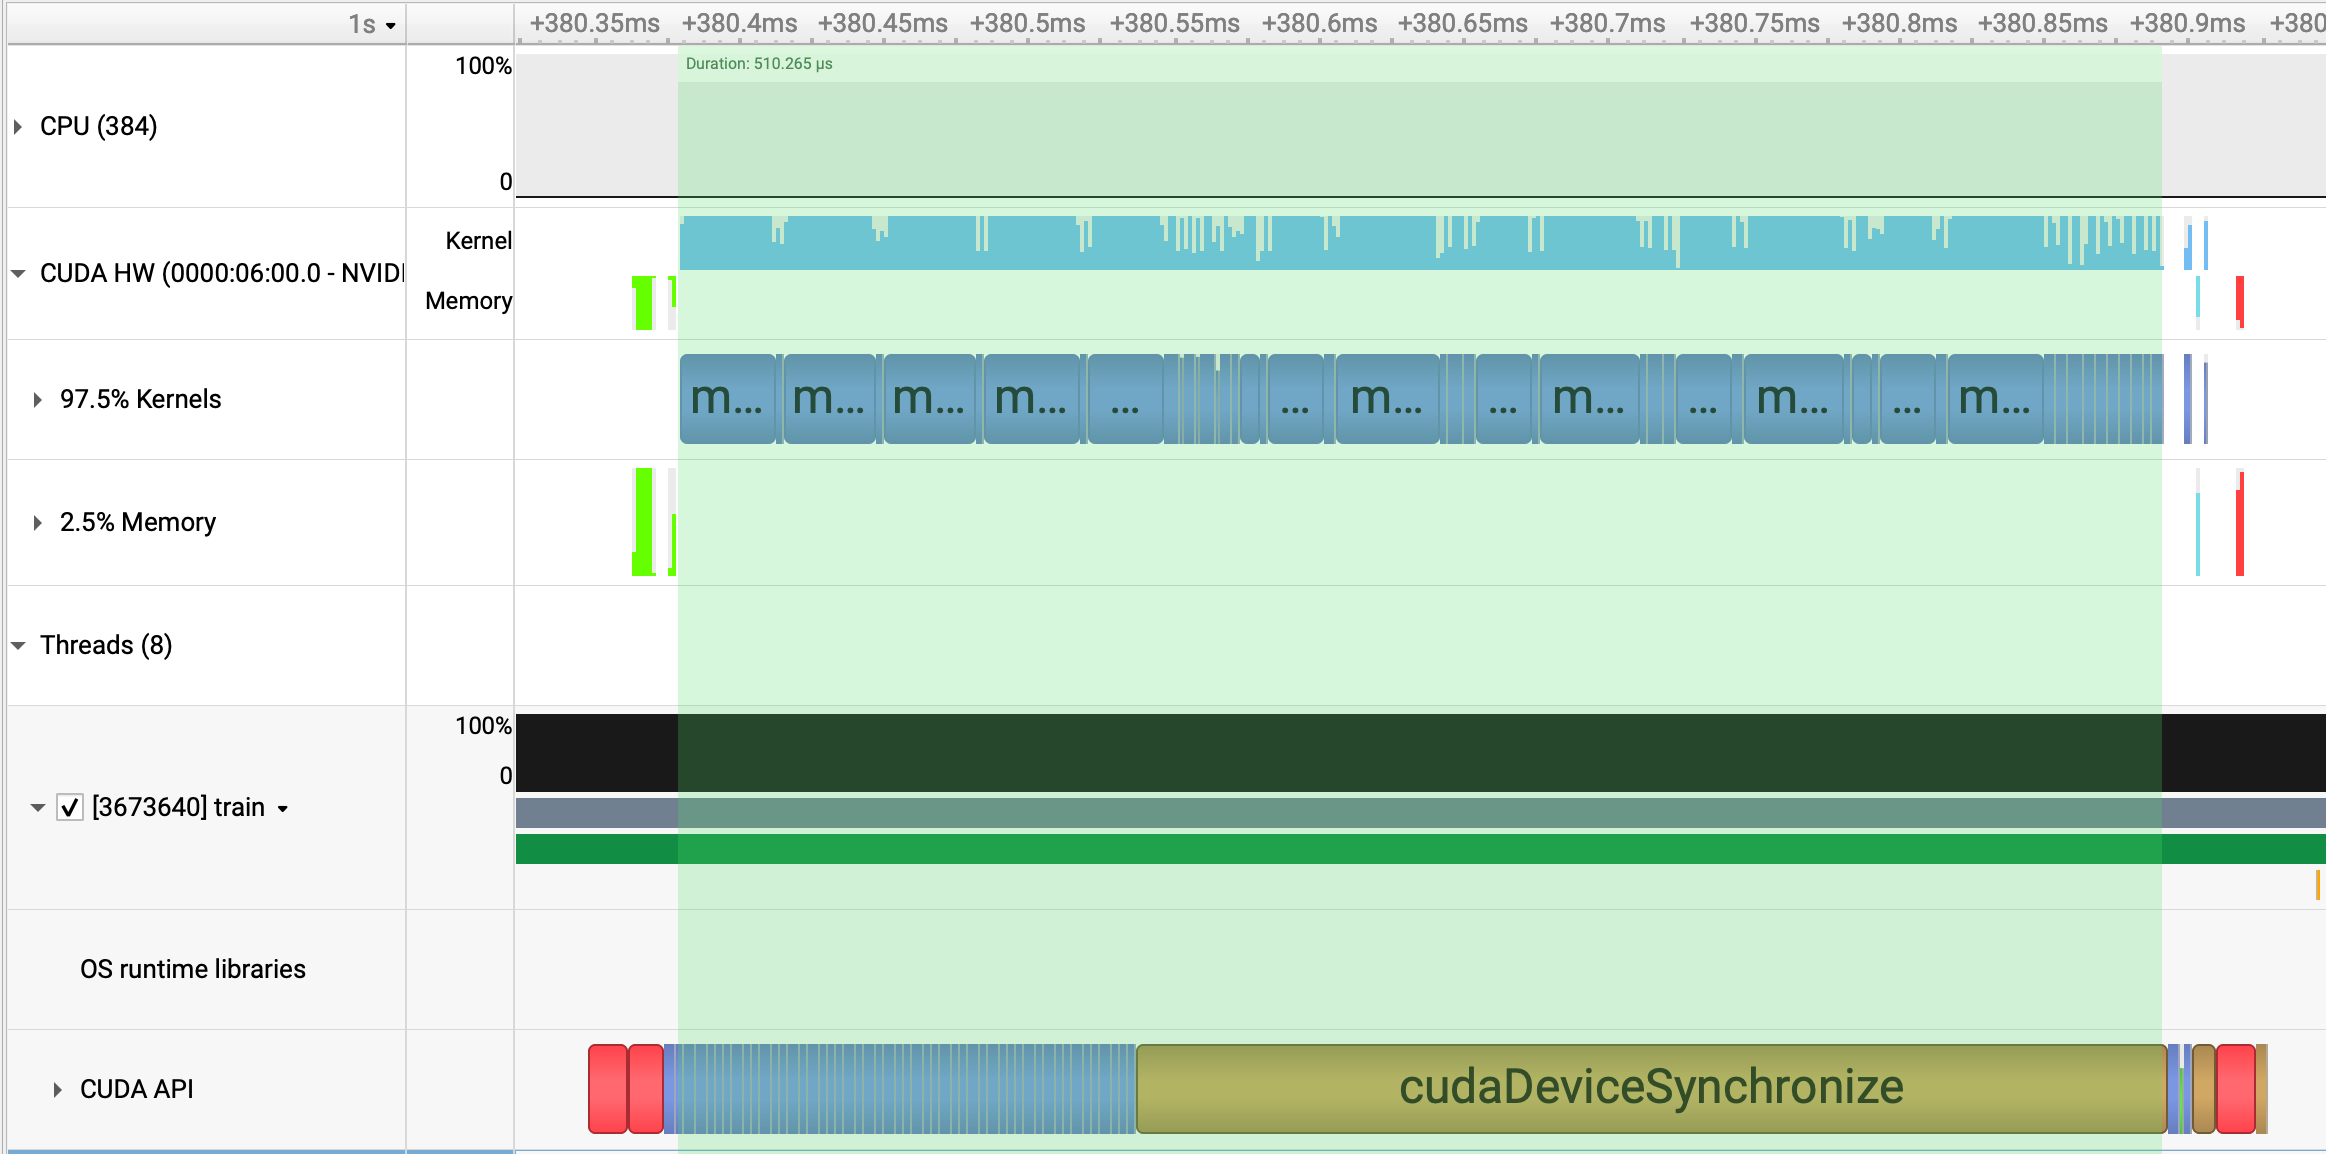 1s +380.35ms +380.4ms +380.45ms +380.5ms +380.55ms +380.6ms +380.65ms +380.7ms +380.75ms +380.8ms +380.85ms +380.9ms +380
Duration: 510.265 µs
100%
CPU (384)
0
Kernel
CUDA HW (0000:06:00.0 - NVIDI
Memory
97.5% Kernels
m... m... m... m... ... ... m... ... m... ... m... ... m...
2.5% Memory
Threads (8)
100%
0
[3673640] train
OS runtime libraries
CUDA API
cudaDeviceSynchronize